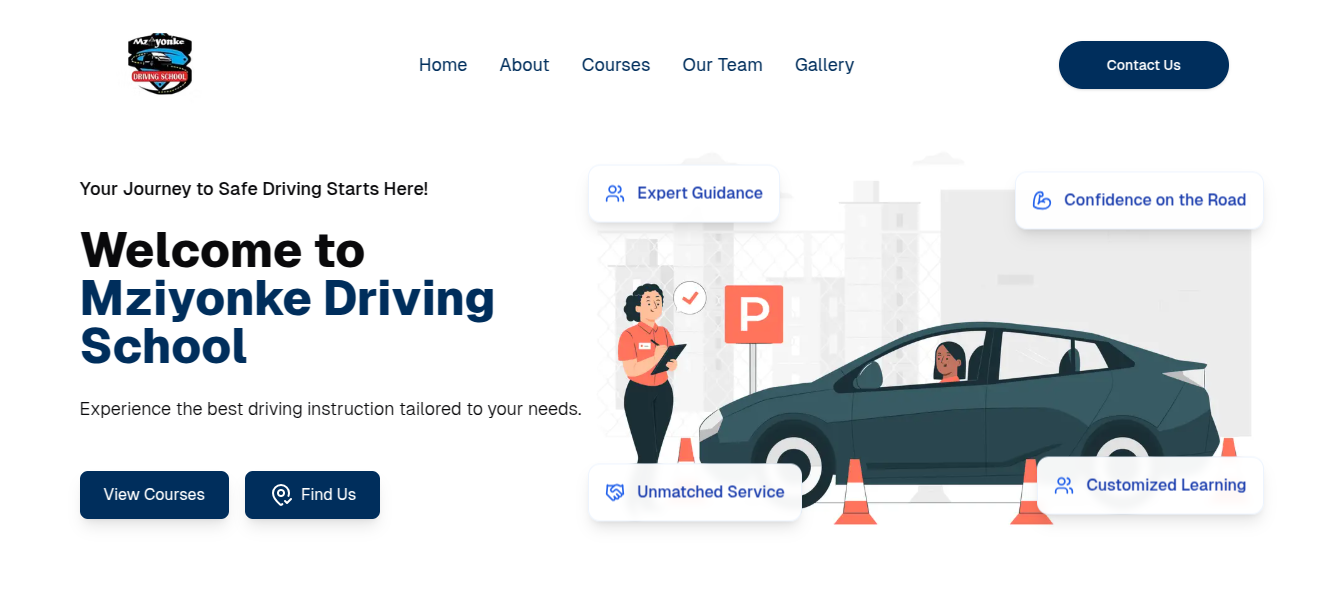 Mziyonke
DRIVING SCHOOL
Home
About
Courses
Our Team
Gallery
Contact Us
Your Journey to Safe Driving Starts Here!
Welcome to
Mziyonke Driving
School
Experience the best driving instruction tailored to your needs.
View Courses
Find Us
Expert Guidance
Confidence on the Road
P
Unmatched Service
Customized Learning